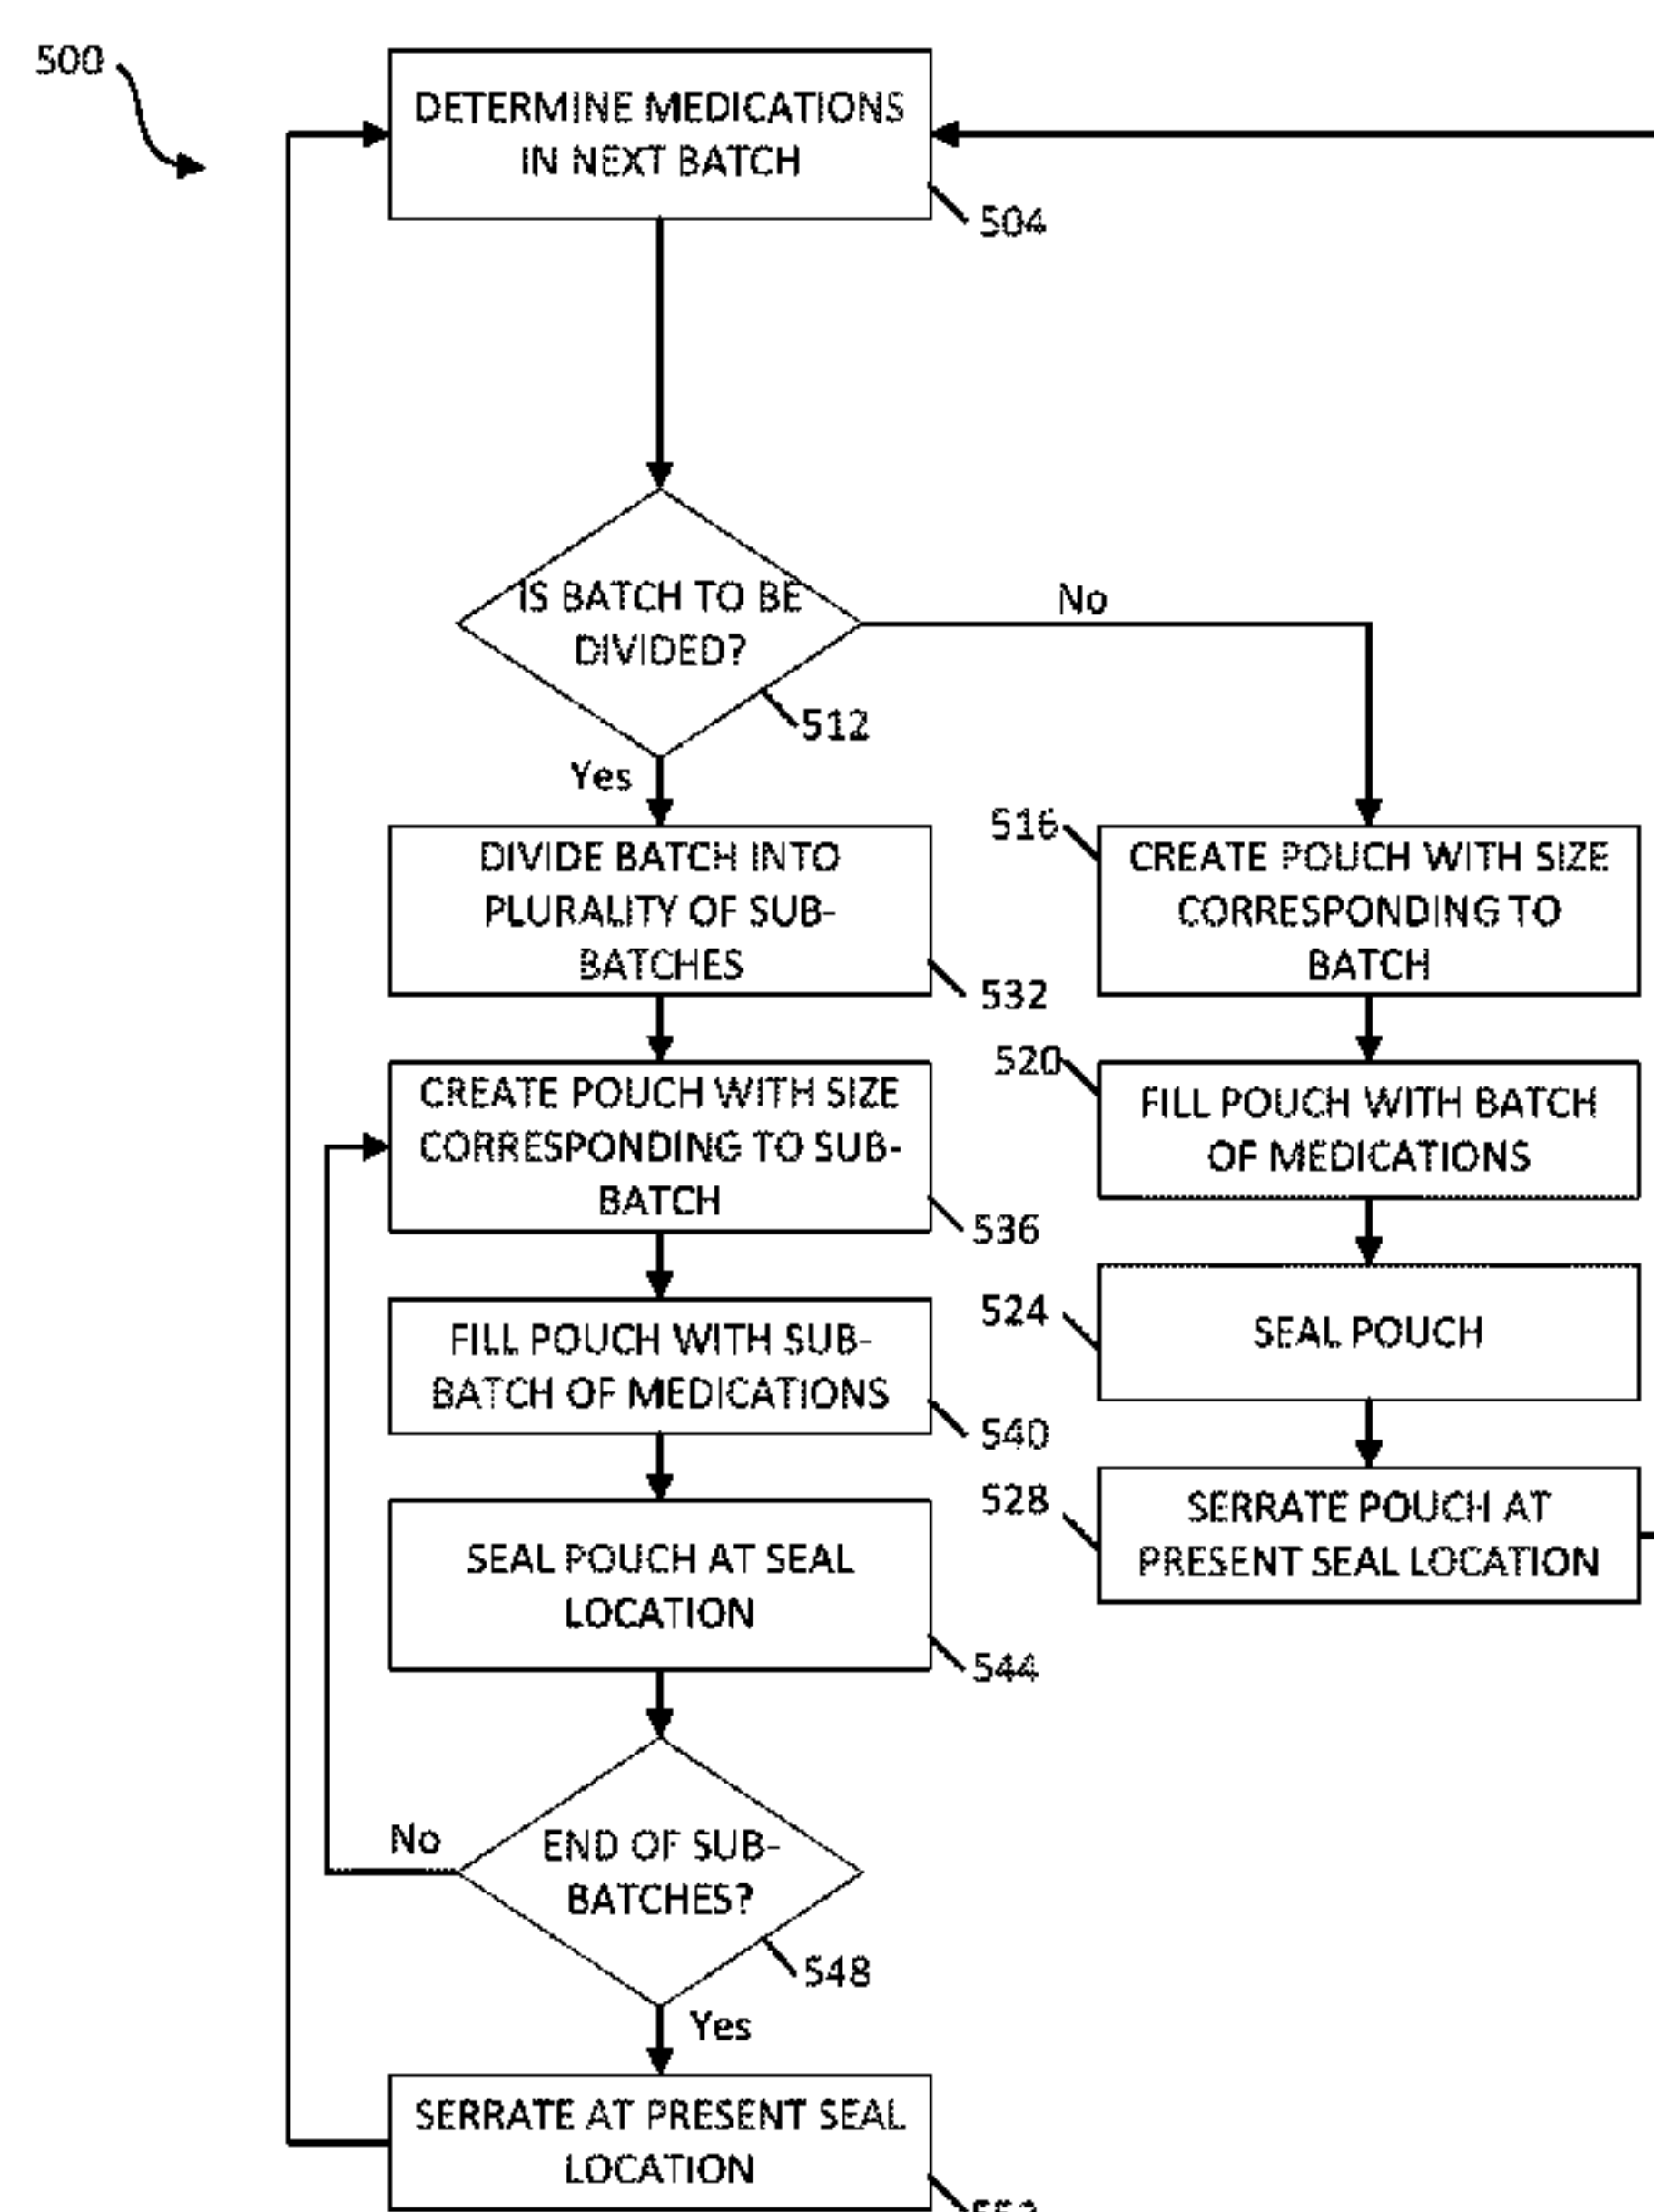 500
DETERMINE MEDICATIONS
IN NEXT BATCH
504
IS BATCH TO BE
DIVIDED?
512
No
Yes
DIVIDE BATCH INTO
PLURALITY OF SUB-
BATCHES
532
516
CREATE POUCH WITH SIZE
CORRESPONDING TO
BATCH
CREATE POUCH WITH SIZE
CORRESPONDING TO SUB-
BATCH
536
520
FILL POUCH WITH BATCH
OF MEDICATIONS
FILL POUCH WITH SUB-
BATCH OF MEDICATIONS
540
524
SEAL POUCH
SEAL POUCH AT SEAL
LOCATION
544
528
SERRATE POUCH AT
PRESENT SEAL LOCATION
END OF SUB-
BATCHES?
548
No
Yes
SERRATE AT PRESENT SEAL
LOCATION